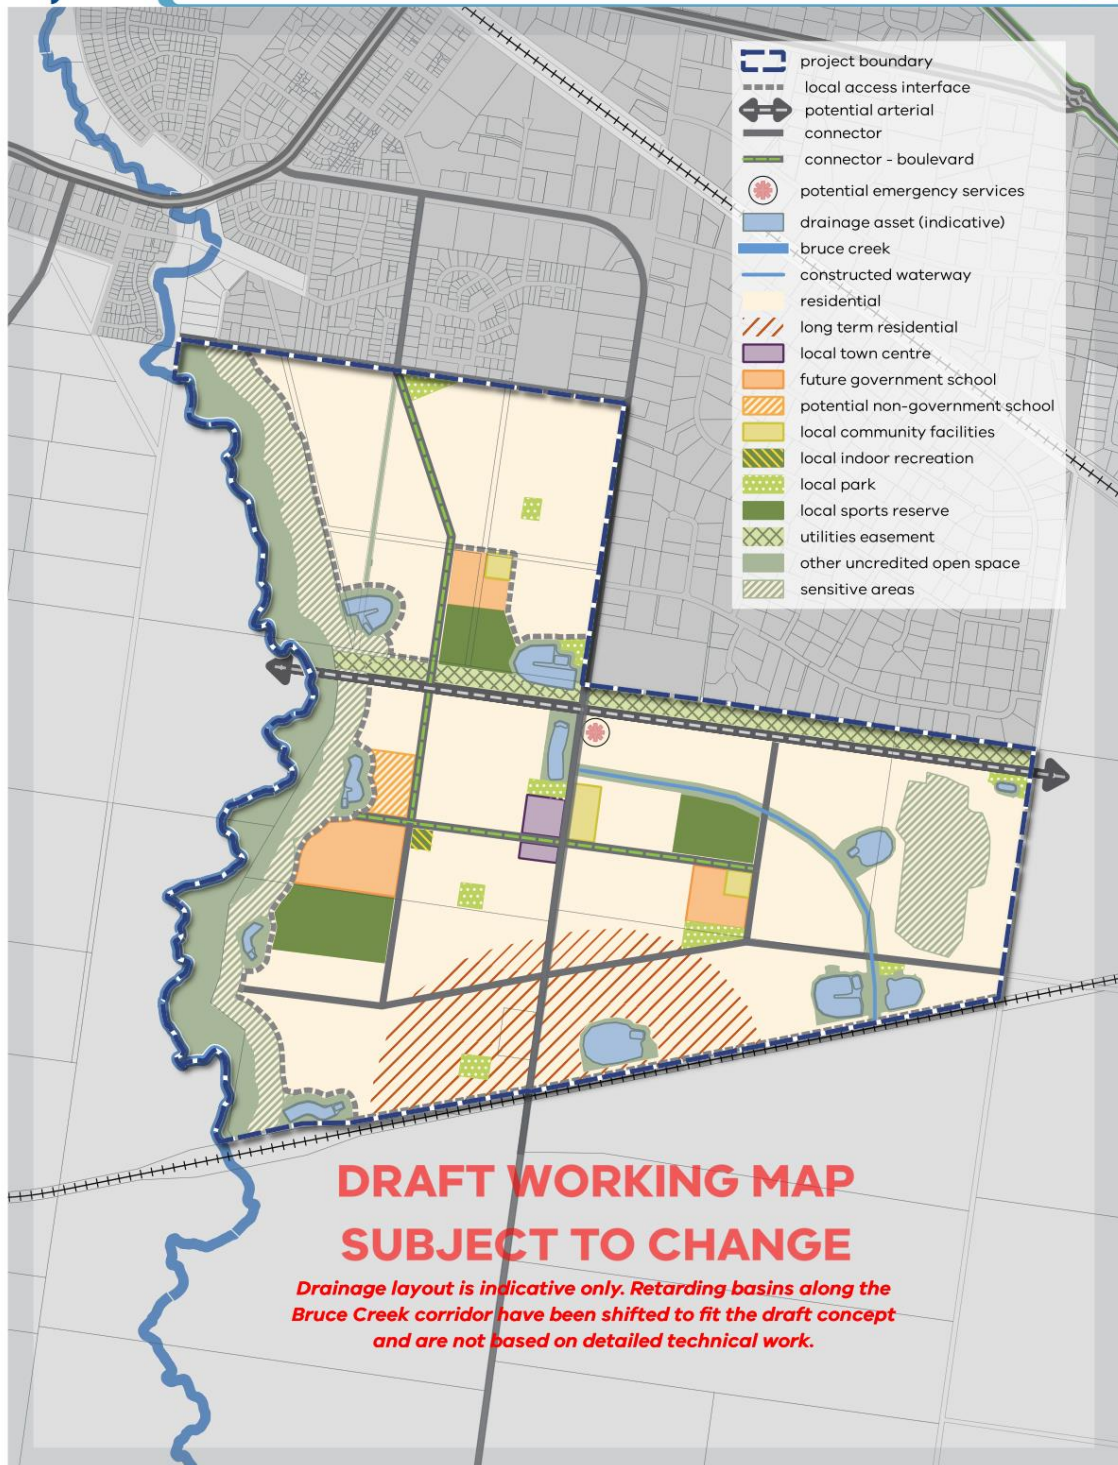 project boundary
local access interface
potential arterial
connector
connector - boulevard
potential emergency services
drainage asset (indicative)
bruce creek
constructed waterway
residential
long term residential
local town centre
future government school
potential non-government school
local community facilities
local indoor recreation
local park
local sports reserve
utilities easement
other uncredited open space
sensitive areas
DRAFT WORKING MAP
SUBJECT TO CHANGE
Drainage layout is indicative only. Retarding basins along the
Bruce Creek corridor have been shifted to fit the draft concept
and are not based on detailed technical work.